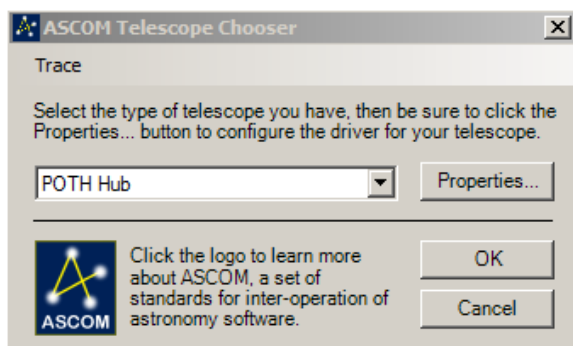 ASCOM Telescope Chooser
Trace
Select the type of telescope you have, then be sure to click the
Properties... button to configure the driver for your telescope.
POTH Hub
Properties...
Click the logo to learn more
about ASCOM, a set of
standards for inter-operation of
astronomy software.
ASCOM
OK
Cancel